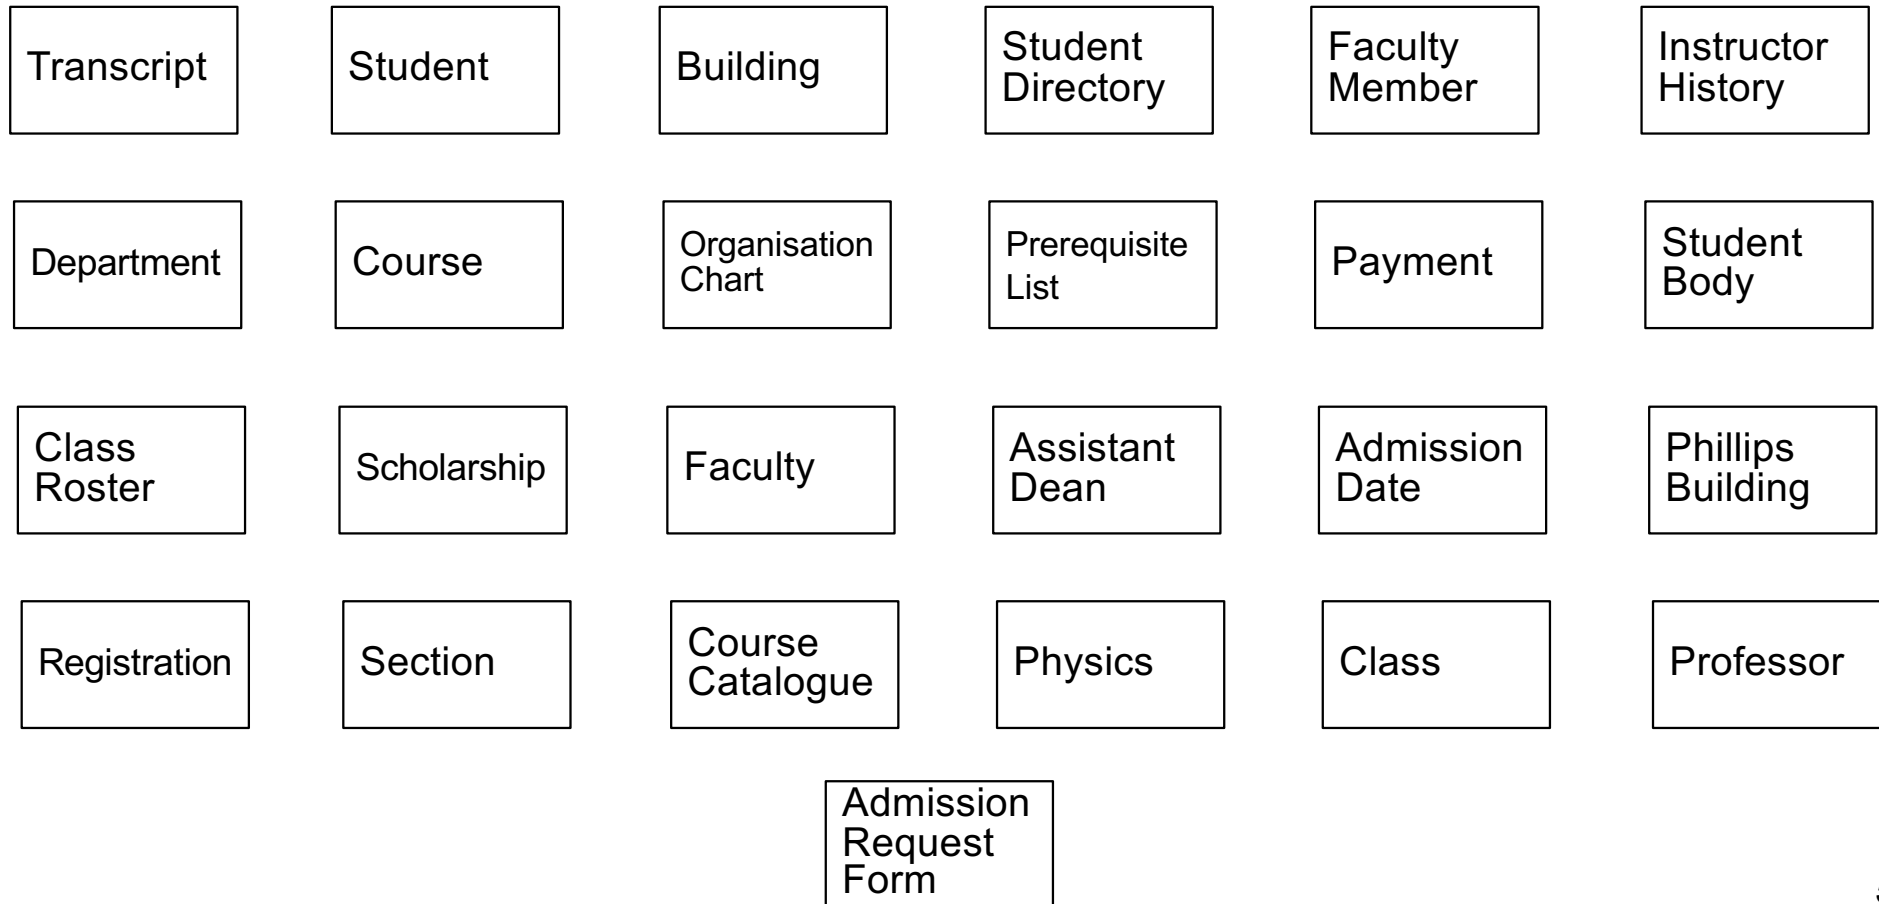 Transcript
Student
Building
Student
Directory
Faculty
Member
Instructor
History
Department
Course
Organisation
Chart
Prerequisite
List
Payment
Student
Body
Class
Roster
Scholarship
Faculty
Assistant
Dean
Admission
Date
Phillips
Building
Registration
Section
Course
Catalogue
Physics
Class
Professor
Admission
Request
Form